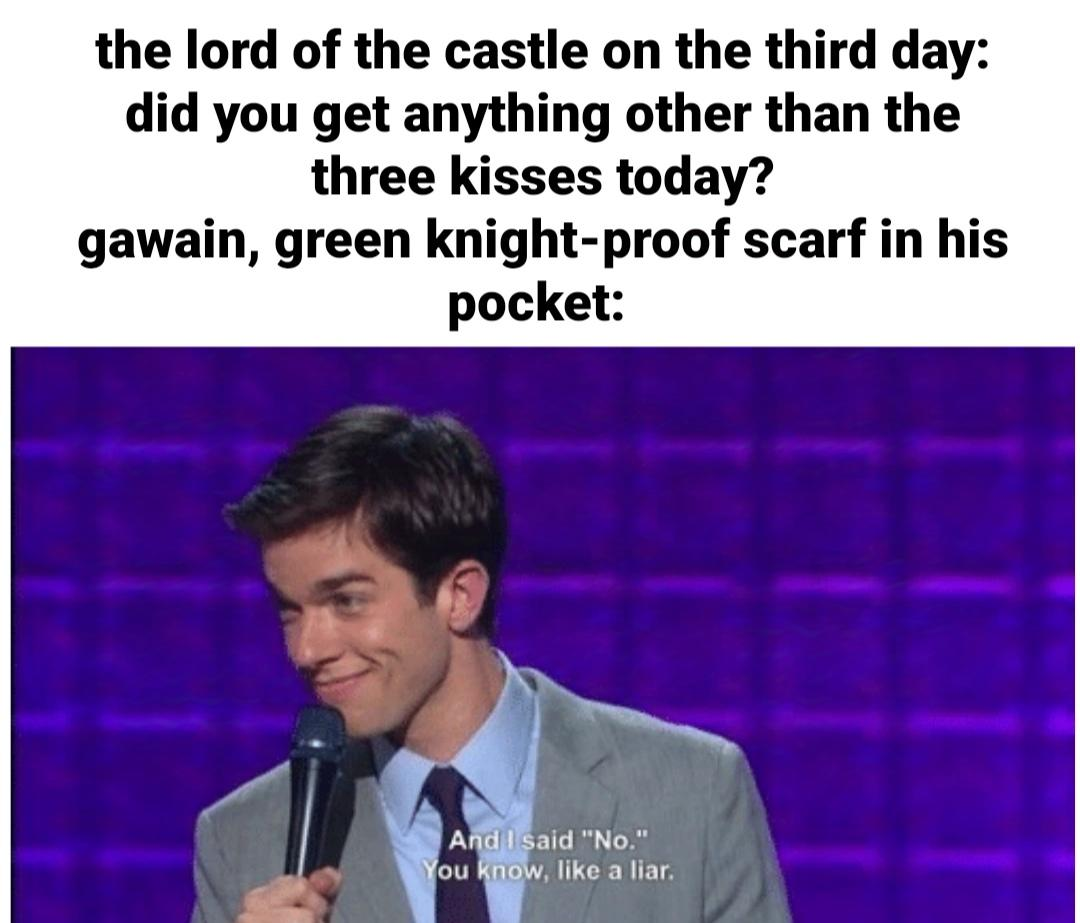 the lord of the castle on the third day:
did you get anything other than the
three kisses today?
gawain, green knight-proof scarf in his
pocket:
And I said "No."
You know, like a liar.